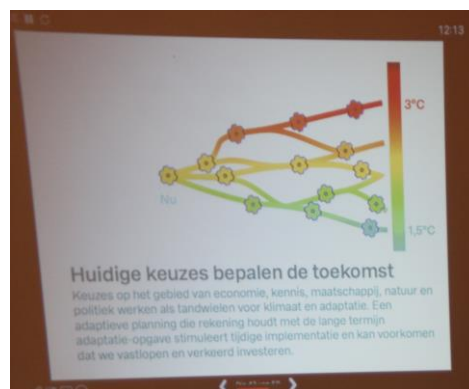 12:13
3°C
Nu
1,5°C
Huidige keuzes bepalen de toekomst
Keuzes op het gebied van economie, kennis, maatschappij, natuur en
politiek werken als tandwielen voor klimaat en adaptatie. Een
adaptieve planning die rekening houdt met de lange termijn
adaptatie-opgave stimuleert tijdige implementatie en kan voorkomen
dat we vastlopen en verkeerd investeren.